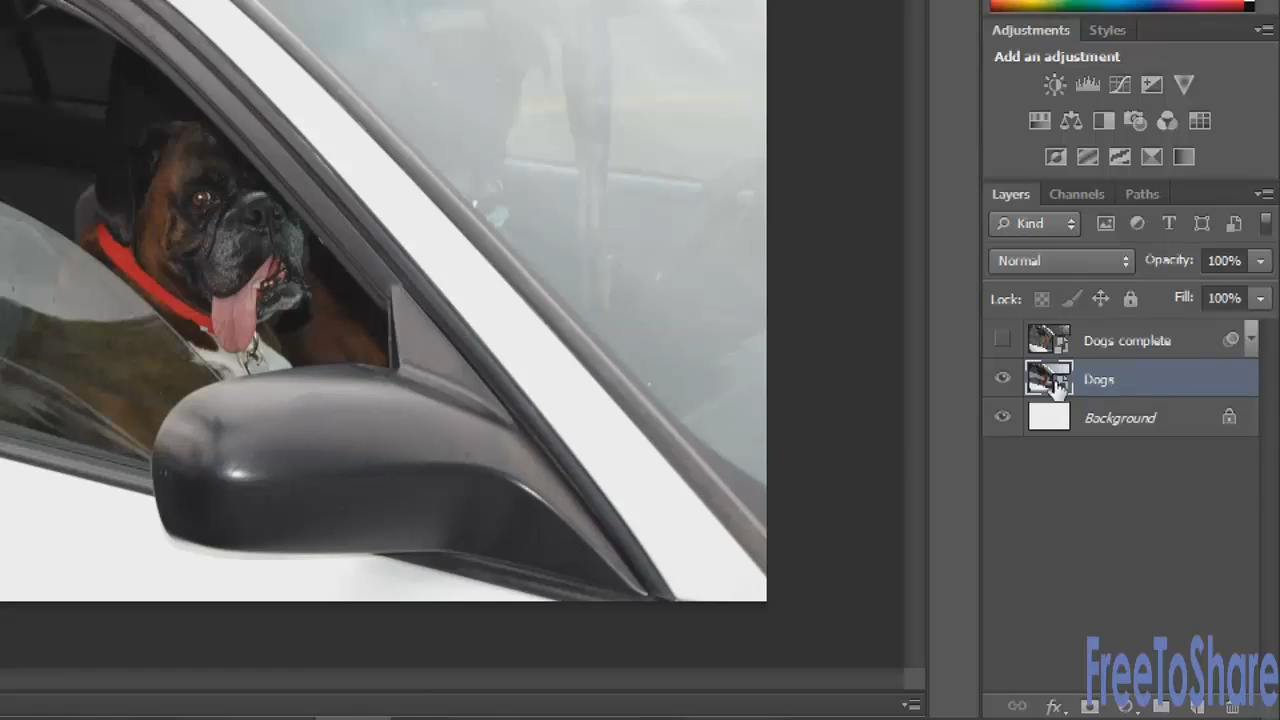 Adjustments Styles
Add an adjustment
Layers Channels Paths
Kind
Normal Opacity: 100%
Lock: Fill: 100%
Dogs complete
Dogs
Background
FreeToShare
fx